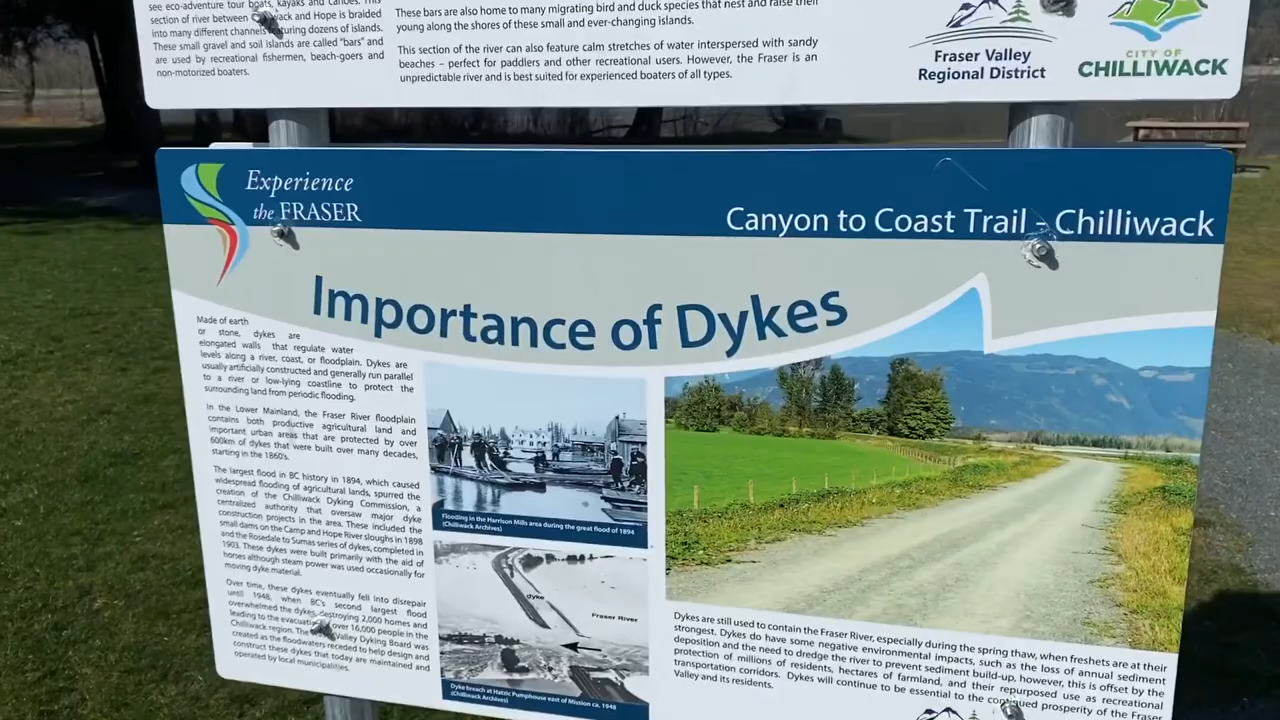 see eco-adventure tour boats, kayaks and canoes. This
section of river between wack and Hope is braided
into many different channels featuring dozens of islands.
These small gravel and soil islands are called "bars" and
are used by recreational fishermen, beach-goers and
non-motorized boaters.
These bars are also home to many migrating bird and duck species that nest and raise their
young along the shores of these small and ever-changing islands.
This section of the river can also feature calm stretches of water interspersed with sandy
beaches – perfect for paddlers and other recreational users. However, the Fraser is an
unpredictable river and is best suited for experienced boaters of all types.
Fraser Valley
Regional District
CITY OF
CHILLIWACK
Experience
the FRASER
Canyon to Coast Trail - Chilliwack
Importance of Dykes
Made of earth
or stone, dykes are
elongated walls that regulate water
levels along a river, coast, or floodplain. Dykes are
usually artificially constructed and generally run parallel
to a river or low-lying coastline to protect the
surrounding land from periodic flooding.
In the Lower Mainland, the Fraser River floodplain
contains both productive agricultural land and
important urban areas that are protected by over
600km of dykes that were built over many decades,
starting in the 1860's.
The largest flood in BC history in 1894, which caused
widespread flooding of agricultural lands, spurred the
creation of the Chilliwack Dyking Commission, a
centralized authority that oversaw major dyke
construction projects in the area. These included the
small dams on the Camp and Hope River sloughs in 1898
and the Rosedale to Sumas series of dykes, completed in
1903. These dykes were built primarily with the aid of
horses although steam power was used occasionally for
moving dyke material.
Over time, these dykes eventually fell into disrepair
until 1948, when BC's second largest flood
overwhelmed the dykes, destroying 2,000 homes and
leading to the evacuation over 16,000 people in the
Chilliwack region. The Valley Dyking Board was
created as the floodwaters receded to help design and
construct these dykes that today are maintained and
operated by local municipalities.
Flooding in the Harrison Mills area during the great flood of 1894
(Chilliwack Archives)
dyke
Fraser River
Dyke breach at Hatzic Pumphouse east of Mission ca. 1948
(Chilliwack Archives)
Dykes are still used to contain the Fraser River, especially during the spring thaw, when freshets are at their
strongest. Dykes do have some negative environmental impacts, such as the loss of annual sediment
deposition and the need to dredge the river to prevent sediment build-up, however, this is offset by the
protection of millions of residents, hectares of farmland, and their repurposed use as recreational
transportation corridors. Dykes will continue to be essential to the continued prosperity of the Fraser
Valley and its residents.